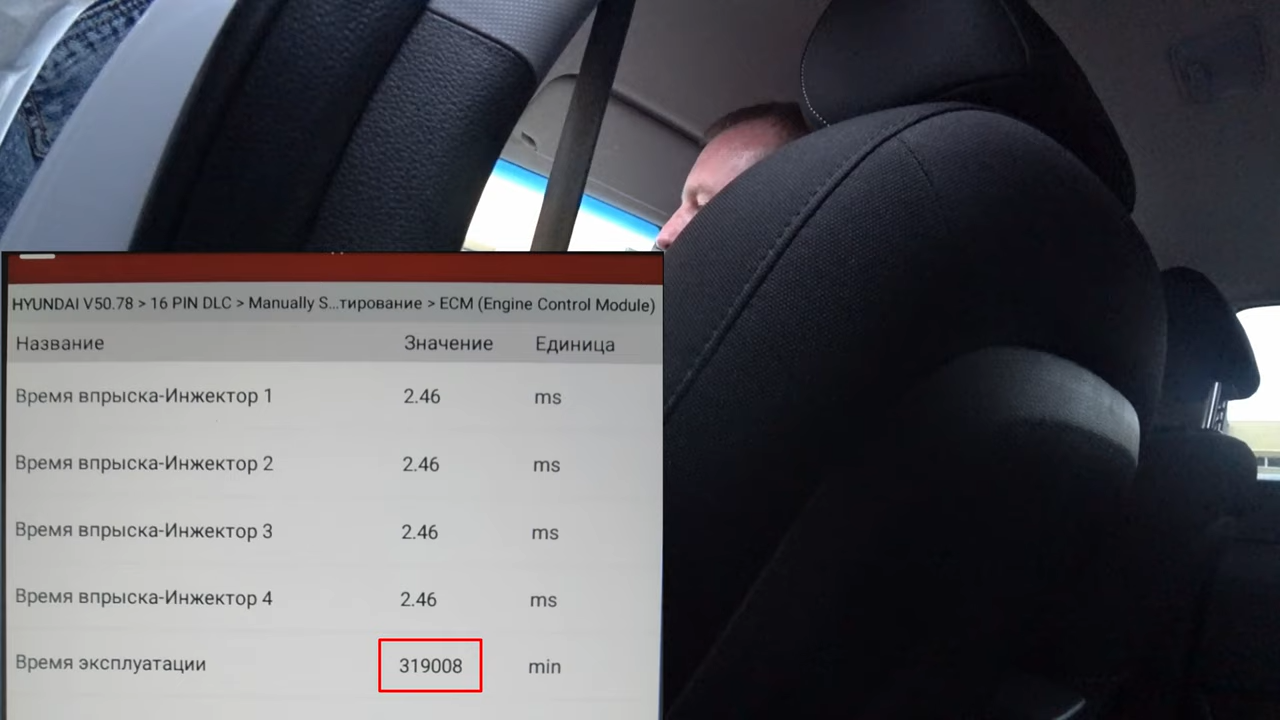 HYUNDAI V50.78 > 16 PIN DLC > Manually S...тирование > ECM (Engine Control Module)
Название Значение Единица
Время впрыска-Инжектор 1 2.46 ms
Время впрыска-Инжектор 2 2.46 ms
Время впрыска-Инжектор 3 2.46 ms
Время впрыска-Инжектор 4 2.46 ms
Время эксплуатации 319008 min